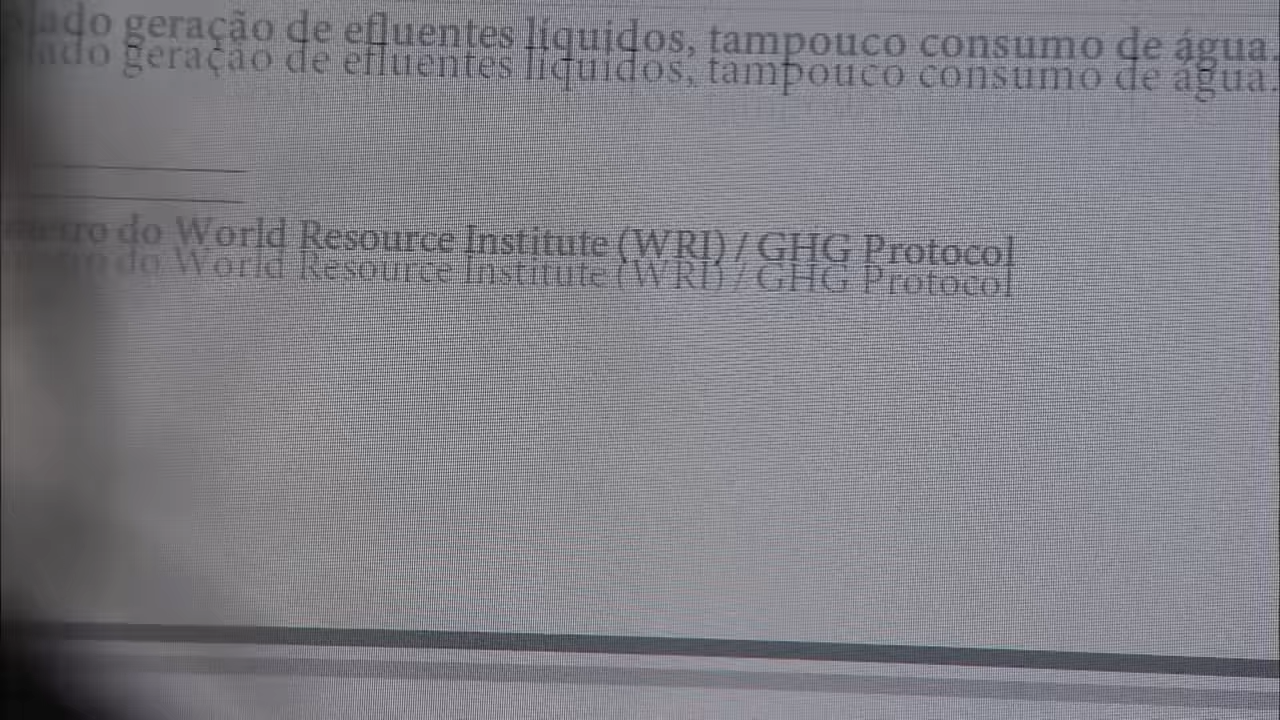 geração de efluentes líquidos, tampouco consumo de água.
do World Resource Institute (WRI) / GHG Protocol